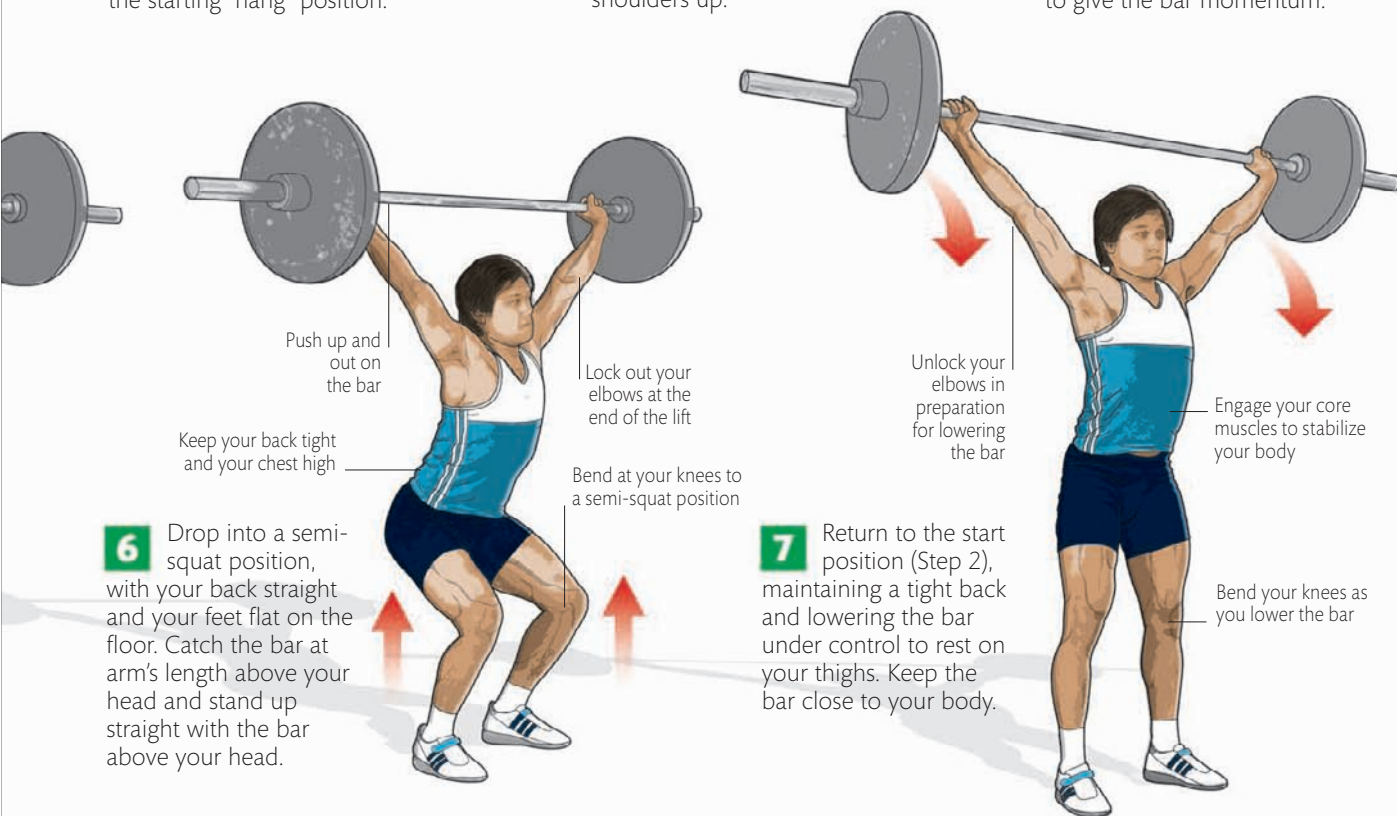 the starting "hang" position.
shoulders up.
to give the bar momentum.
Push up and
out on
the bar
Lock out your
elbows at the
end of the lift
Keep your back tight
and your chest high
Bend at your knees to
a semi-squat position
6 Drop into a semi-
squat position,
with your back straight
and your feet flat on the
floor. Catch the bar at
arm's length above your
head and stand up
straight with the bar
above your head.
Unlock your
elbows in
preparation
for lowering
the bar
Engage your core
muscles to stabilize
your body
7 Return to the start
position (Step 2),
maintaining a tight back
and lowering the bar
under control to rest on
your thighs. Keep the
bar close to your body.
Bend your knees as
you lower the bar